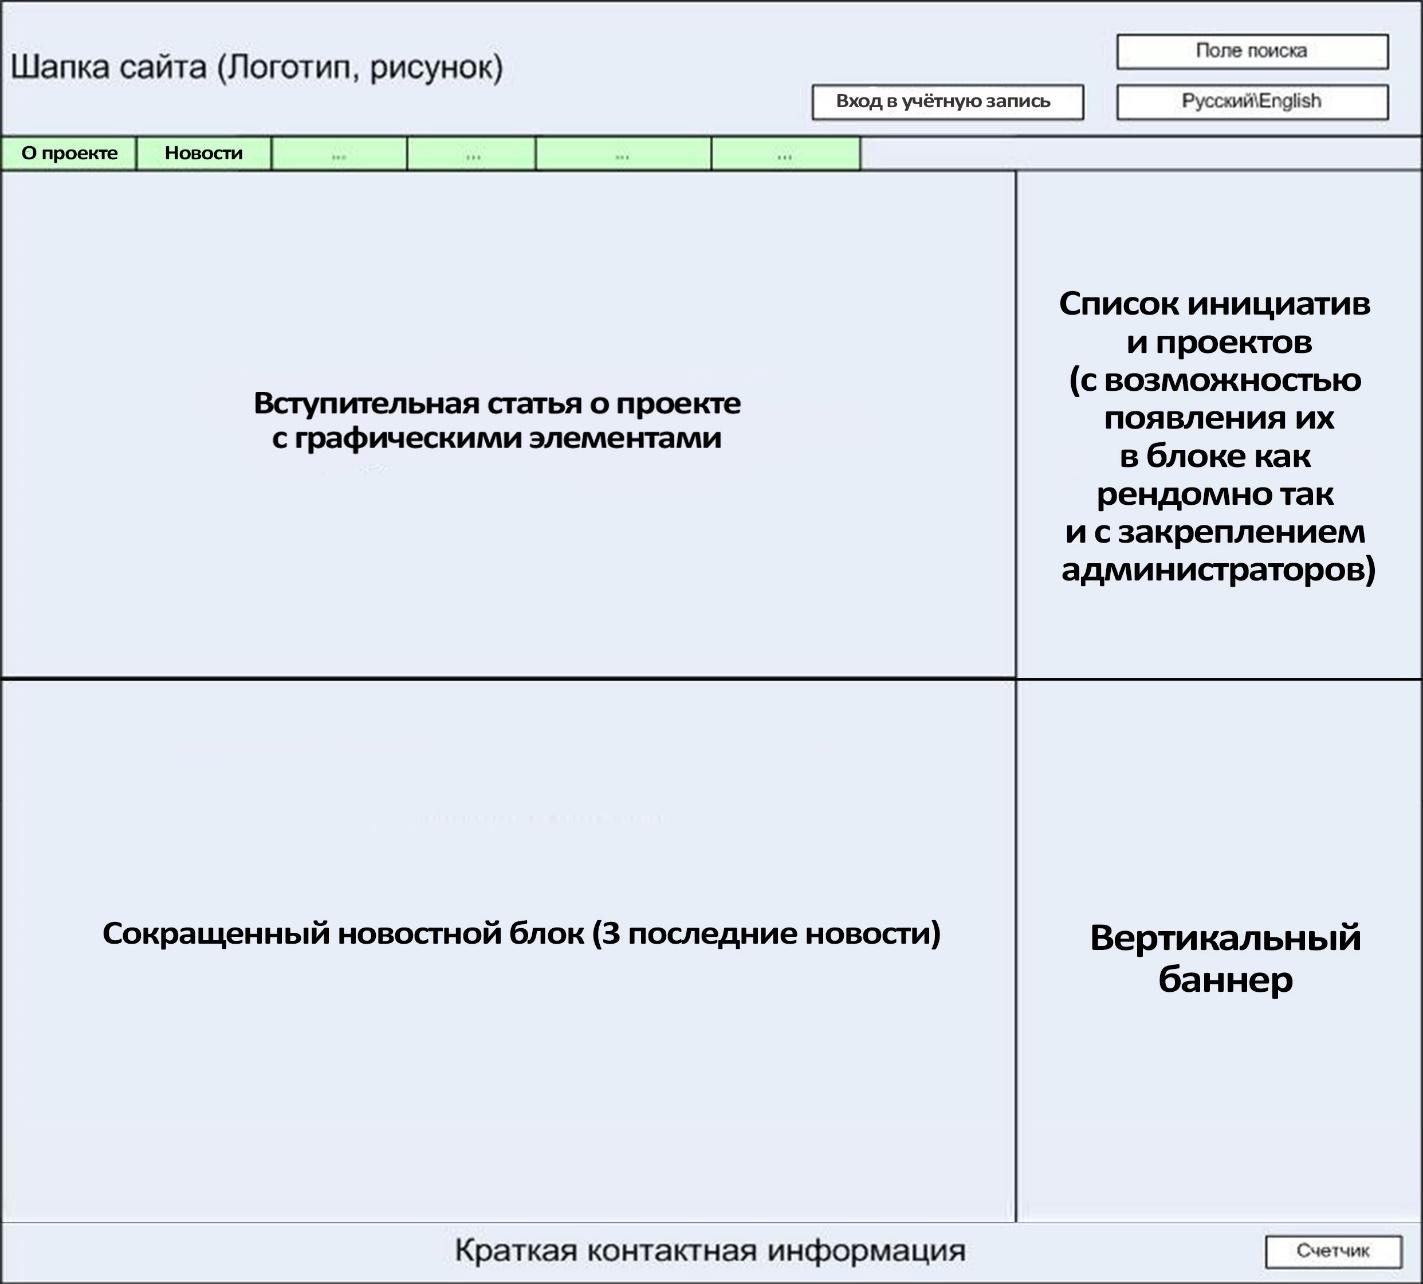 Шапка сайта (Логотип, рисунок)
Поле поиска
Вход в учётную запись
Русский\English
О проекте
Новости
...
...
...
...
Вступительная статья о проекте
с графическими элементами
Список инициатив
и проектов
(с возможностью
появления их
в блоке как
рендомно так
и с закреплением
администраторов)
Сокращенный новостной блок (3 последние новости)
Вертикальный
баннер
Краткая контактная информация
Счетчик